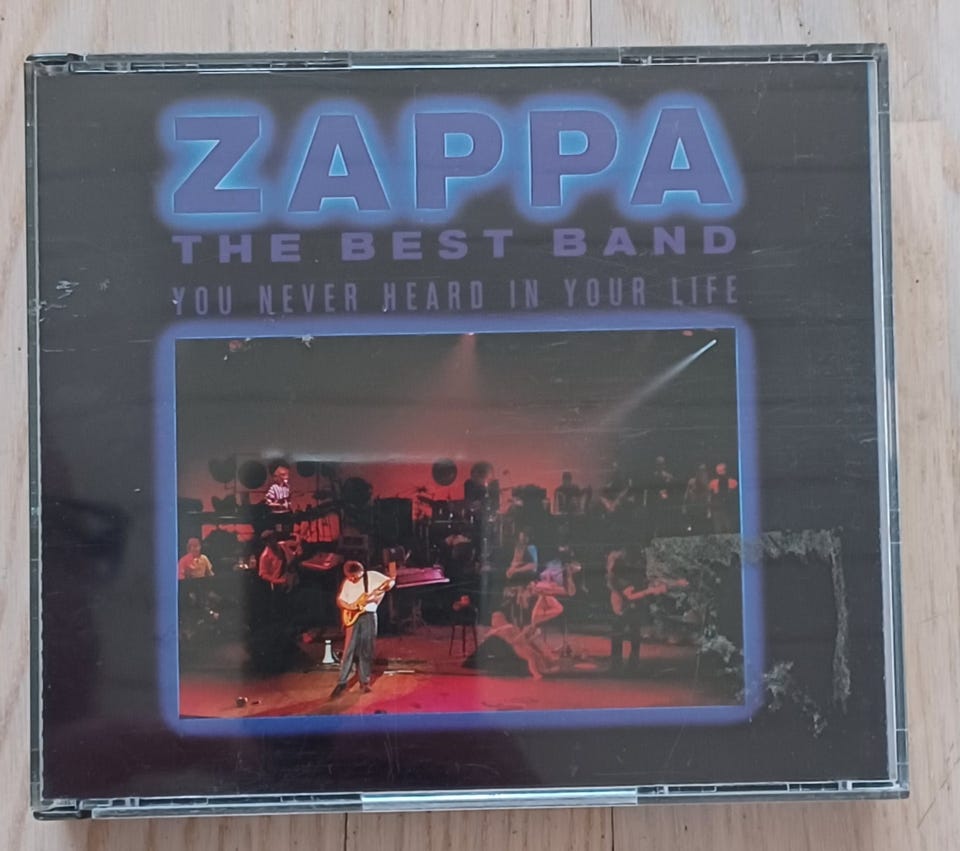 ZAPPA
THE BEST BAND
YOU NEVER HEARD IN YOUR LIFE